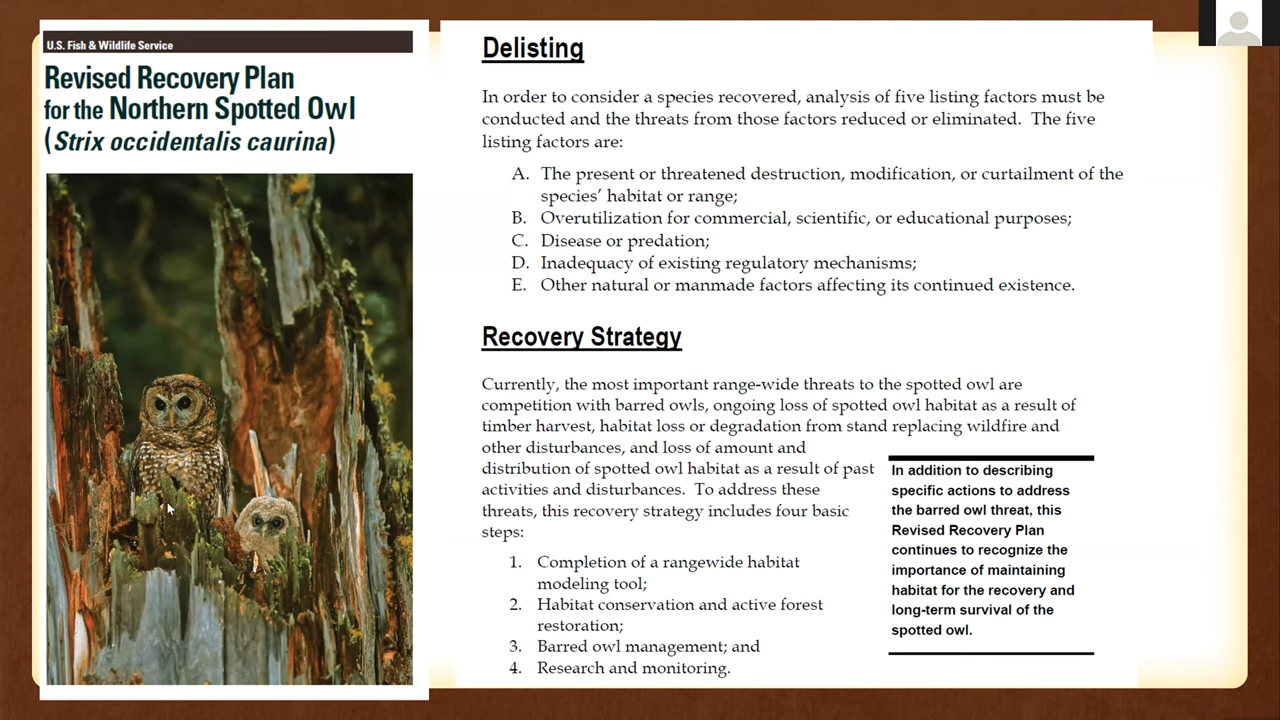 U.S. Fish & Wildlife Service
Revised Recovery Plan
for the Northern Spotted Owl
(Strix occidentalis caurina)
Delisting
In order to consider a species recovered, analysis of five listing factors must be
conducted and the threats from those factors reduced or eliminated. The five
listing factors are:
A. The present or threatened destruction, modification, or curtailment of the
species' habitat or range;
B. Overutilization for commercial, scientific, or educational purposes;
C. Disease or predation;
D. Inadequacy of existing regulatory mechanisms;
E. Other natural or manmade factors affecting its continued existence.
Recovery Strategy
Currently, the most important range-wide threats to the spotted owl are
competition with barred owls, ongoing loss of spotted owl habitat as a result of
timber harvest, habitat loss or degradation from stand replacing wildfire and
other disturbances, and loss of amount and
distribution of spotted owl habitat as a result of past
activities and disturbances. To address these
threats, this recovery strategy includes four basic
steps:
1. Completion of a rangewide habitat
modeling tool;
2. Habitat conservation and active forest
restoration;
3. Barred owl management; and
4. Research and monitoring.
In addition to describing
specific actions to address
the barred owl threat, this
Revised Recovery Plan
continues to recognize the
importance of maintaining
habitat for the recovery and
long-term survival of the
spotted owl.